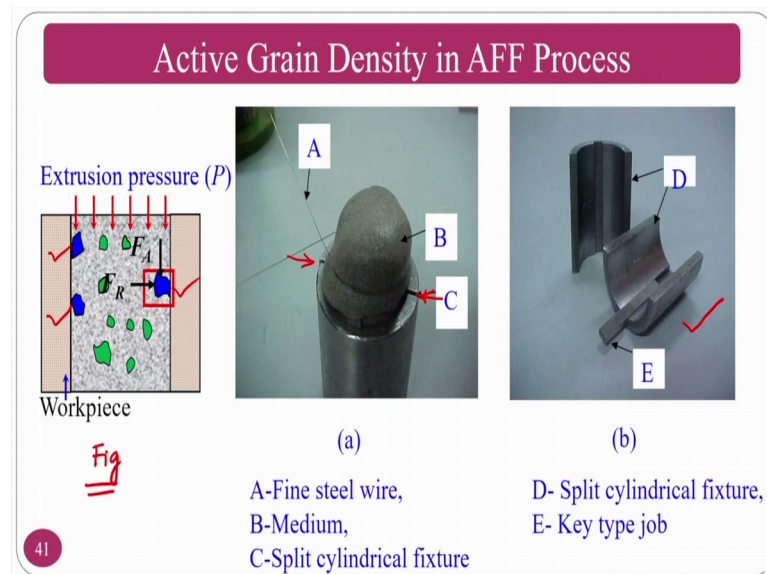 Active Grain Density in AFF Process
Extrusion pressure (P)
F_A
F_R
Workpiece
Fig
A
B
C
(a)
A-Fine steel wire,
B-Medium,
C-Split cylindrical fixture
D
E
(b)
D- Split cylindrical fixture,
E- Key type job
41